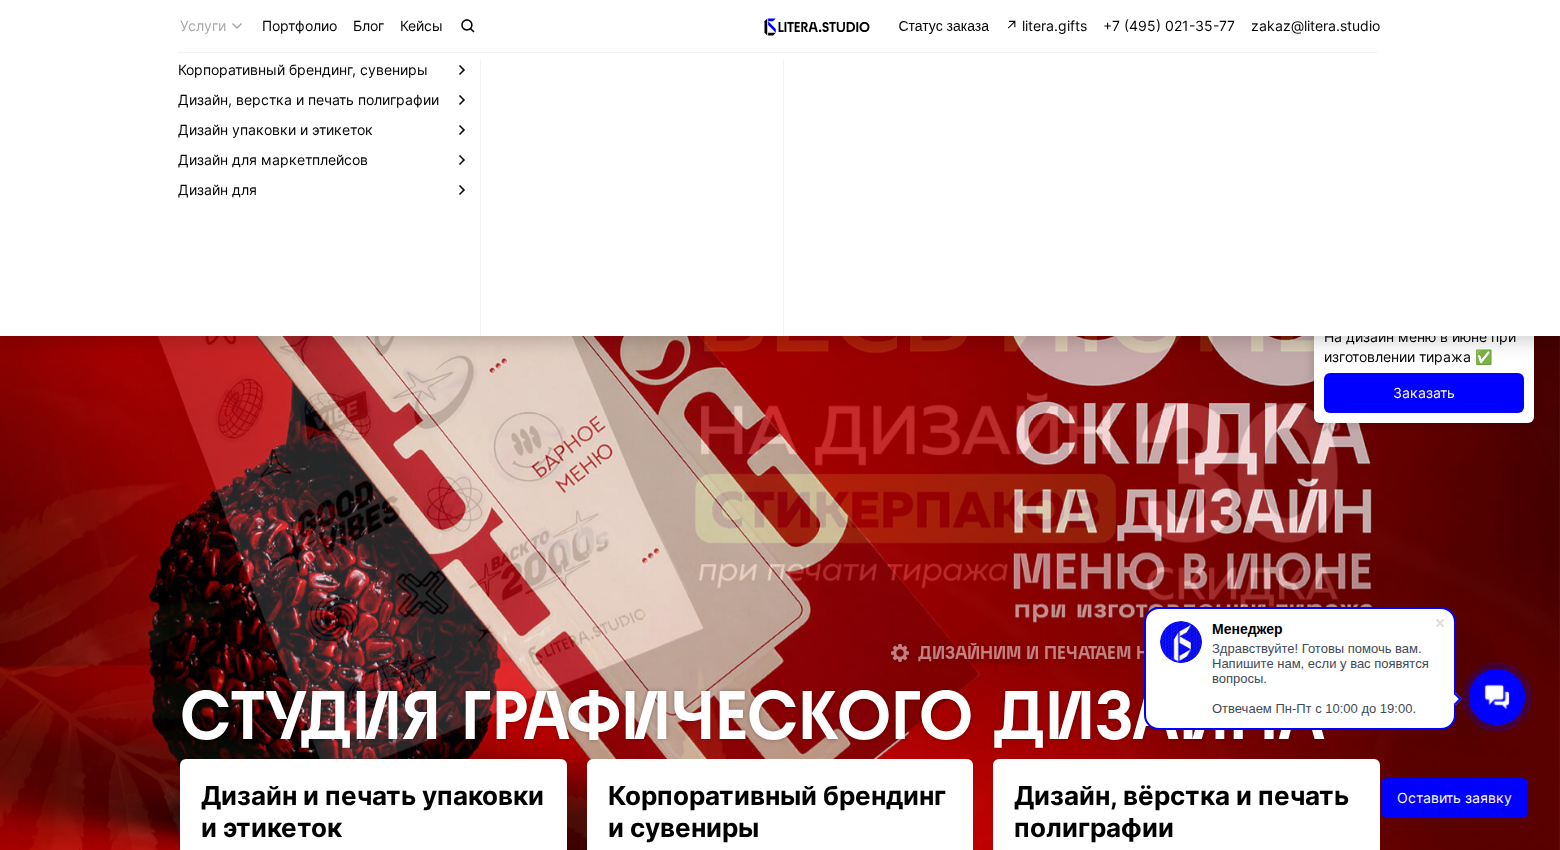 Услуги
Портфолио
Блог
Кейсы
LITERA.STUDIO
Статус заказа
litera.gifts
+7 (495) 021-35-77
zakaz@litera.studio
Корпоративный брендинг, сувениры
Дизайн, верстка и печать полиграфии
Дизайн упаковки и этикеток
Дизайн для маркетплейсов
Дизайн для
На дизайн меню в июне при
изготовлении тиража ✅
Заказать
СКИДКА
НА ДИЗАЙН
МЕНЮ В ИЮНЕ
при изготовлении тиража
НА ДИЗАЙН
СТИКЕРПАКОВ
при печати тиража
30
СКИДКА
БАРНОЕ
МЕНЮ
VIBE
GOOD
VIBES
BACK TO
2000s
LITERA.STUDIO
ДИЗАЙНИМ И ПЕЧАТАЕМ
СТУДИЯ ГРАФИЧЕСКОГО ДИЗАЙНА
Менеджер
Здравствуйте! Готовы помочь вам.
Напишите нам, если у вас появятся
вопросы.
Отвечаем Пн-Пт с 10:00 до 19:00.
Дизайн и печать упаковки
и этикеток
Корпоративный брендинг
и сувениры
Дизайн, вёрстка и печать
полиграфии
Оставить заявку